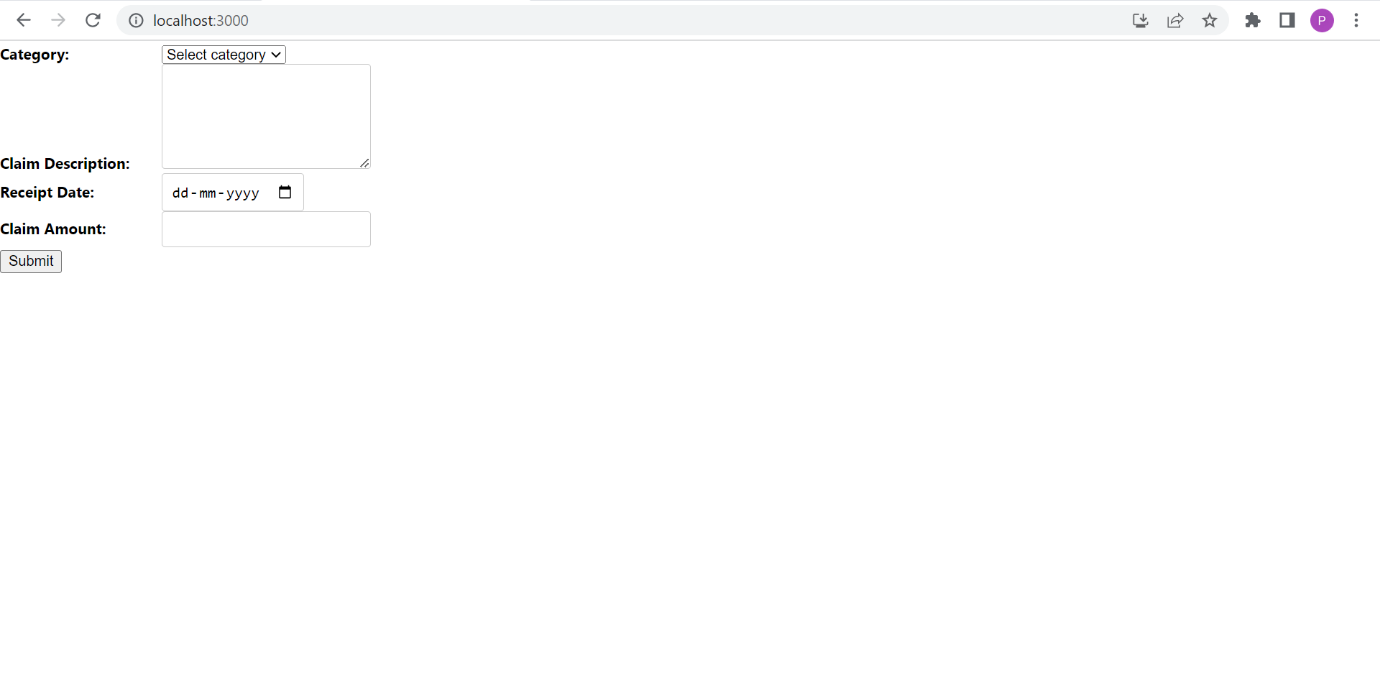 localhost:3000
P
Category: Select category
Claim Description:
Receipt Date: dd-mm-yyyy
Claim Amount:
Submit